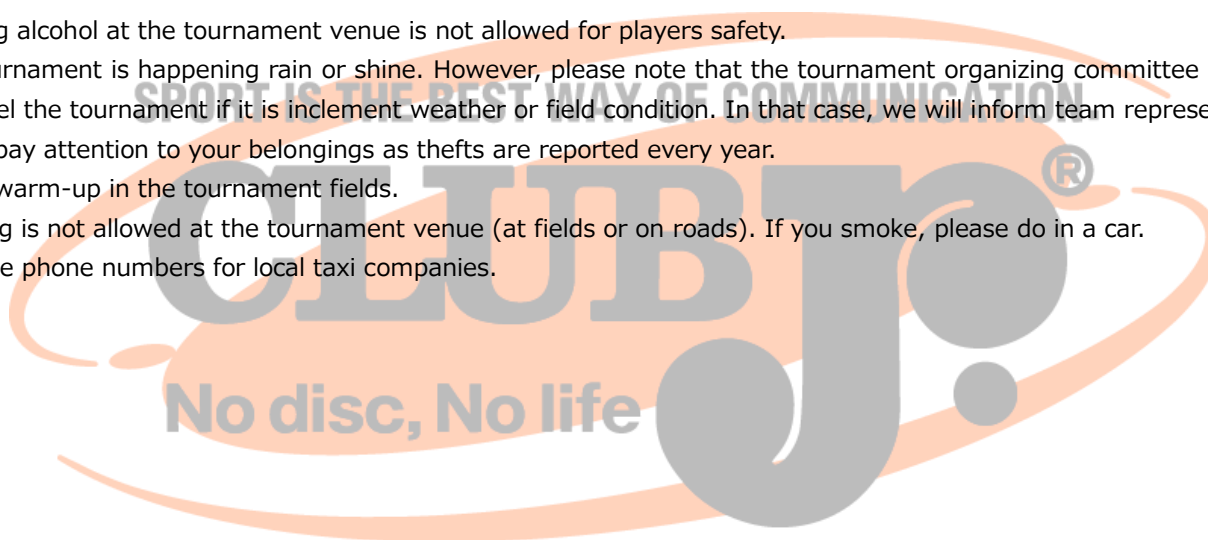 g alcohol at the tournament venue is not allowed for players safety.
urnament is happening rain or shine. However, please note that the tournament organizing committee
SPORT IS THE BEST WAY OF COMMUNICATION
el the tournament if it is inclement weather or field condition. In that case, we will inform team represe
pay attention to your belongings as thefts are reported every year.
warm-up in the tournament fields.
g is not allowed at the tournament venue (at fields or on roads). If you smoke, please do in a car.
e phone numbers for local taxi companies.
CLUB Jr.®
No disc, No life